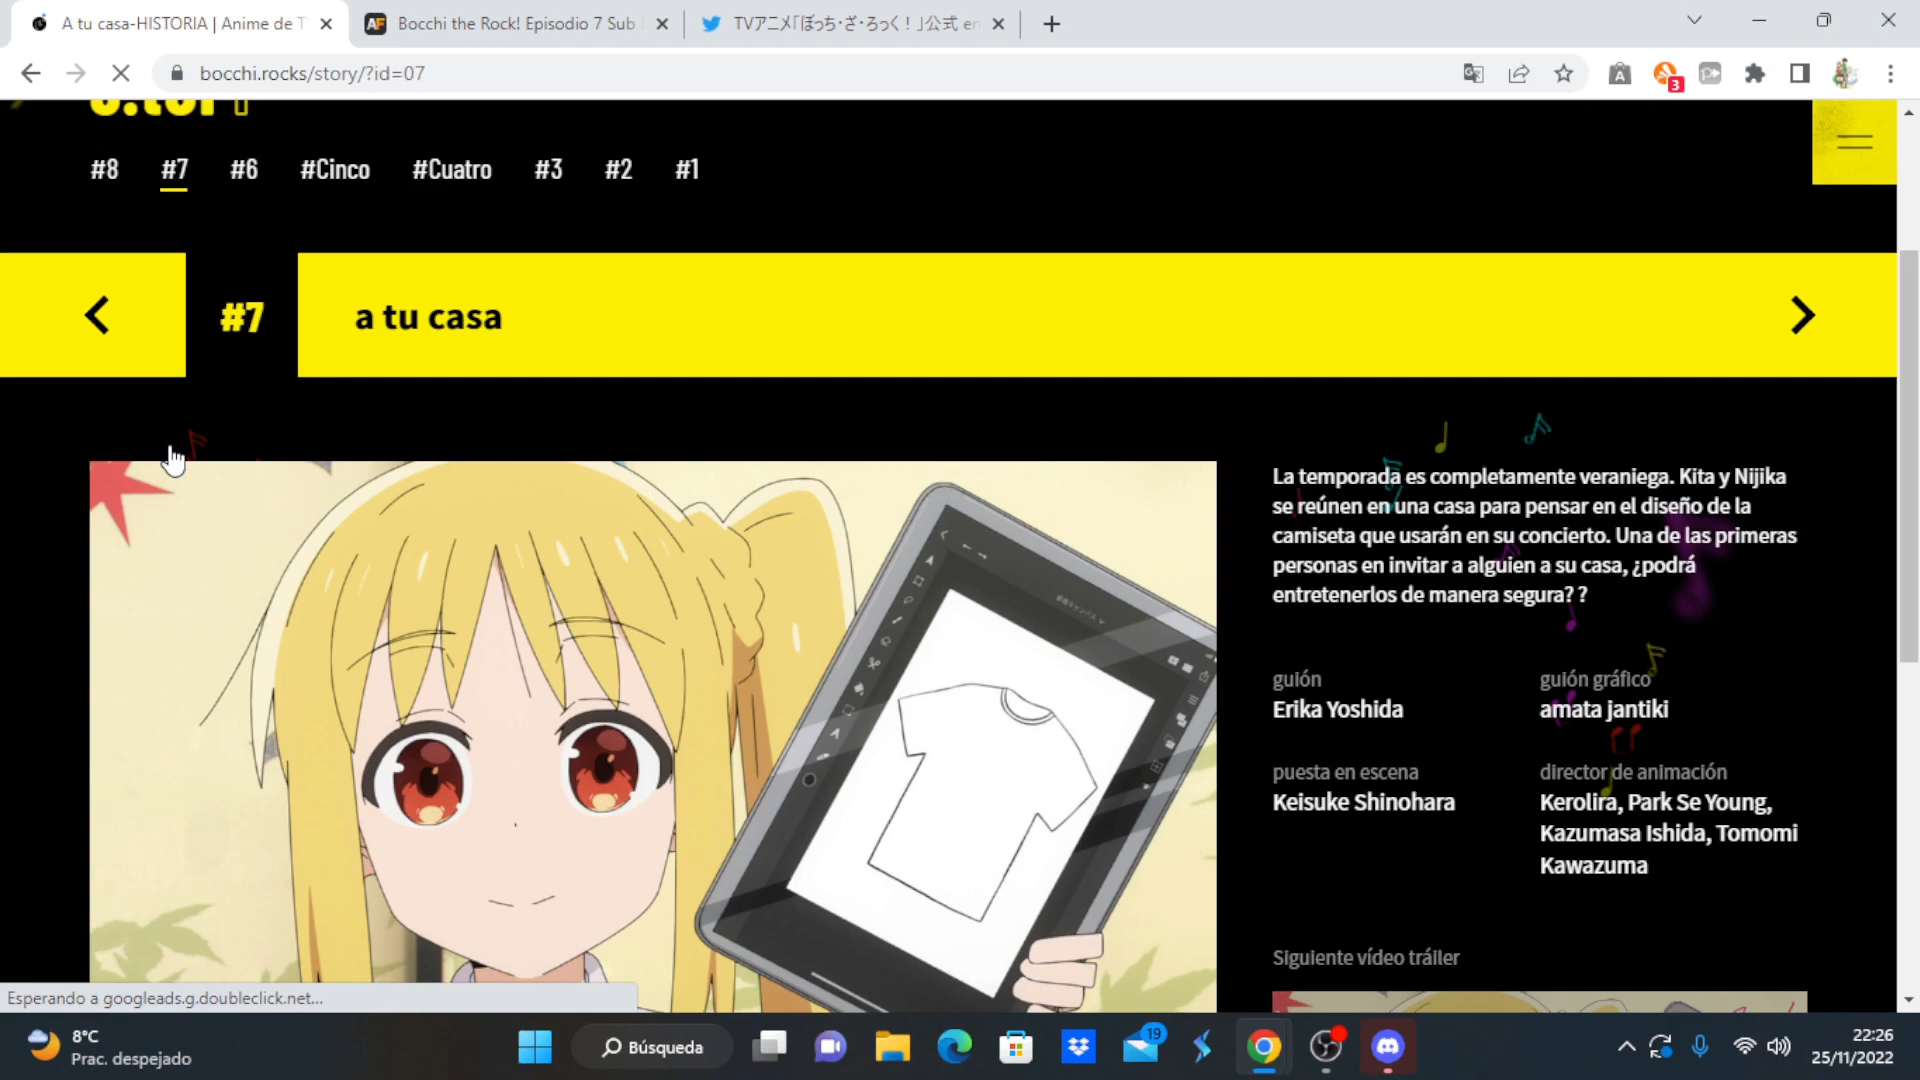 A tu casa-HISTORIA | Anime de T
Bocchi the Rock! Episodio 7 Sub
TVアニメ「ぼっち・ざ・ろっく！」公式 en
bocchi.rocks/story/?id=07
3
#8 #7 #6 #Cinco #Cuatro #3 #2 #1
#7 a tu casa
La temporada es completamente veraniega. Kita y Nijika
se reúnen en una casa para pensar en el diseño de la
camiseta que usarán en su concierto. Una de las primeras
personas en invitar a alguien a su casa, ¿podrá
entretenerlos de manera segura? ?
guión
Erika Yoshida
guión gráfico
amata jantiki
puesta en escena
Keisuke Shinohara
director de animación
Kerolira, Park Se Young,
Kazumasa Ishida, Tomomi
Kawazuma
Siguiente vídeo tráiler
Esperando a googleads.g.doubleclick.net...
8°C
Prac. despejado
Búsqueda
19
22:26
25/11/2022